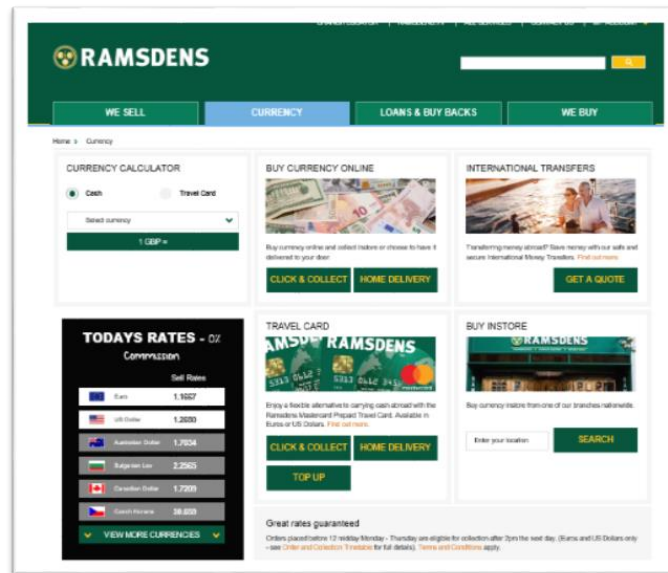 RAMSDENS
WE SELL
CURRENCY
LOANS & BUY BACKS
WE BUY
Home > Currency
CURRENCY CALCULATOR
Cash
Travel Card
Select currency
1 GBP =
BUY CURRENCY ONLINE
Buy currency online and collect instore or choose to have it
delivered to your door.
CLICK & COLLECT
HOME DELIVERY
INTERNATIONAL TRANSFERS
Transferring money abroad? Save money with our safe and
secure International Money Transfers. Find out more.
GET A QUOTE
TODAYS RATES - 0%
Commission
Sell Rates
Euro 1.1667
US Dollar
Australian Dollar 1.7034
Bulgarian Lev 2.2565
Canadian Dollar 1.7209
Czech Koruna
VIEW MORE CURRENCIES
TRAVEL CARD
AMSDE RAMSDENS
5313
mastercard
Enjoy a flexible alternative to carrying cash abroad with the
Ramsdens Mastercard Prepaid Travel Card. Available in
Euros or US Dollars. Find out more.
CLICK & COLLECT
HOME DELIVERY
TOP UP
BUY INSTORE
RAMSDENS
Buy currency instore from one of our branches nationwide.
Enter your location
SEARCH
Great rates guaranteed
Orders placed before 12 midday Monday - Thursday are eligible for collection after 2pm the next day. (Euros and US Dollars only
- see Order and Collection Timetable for full details). Terms and Conditions apply.